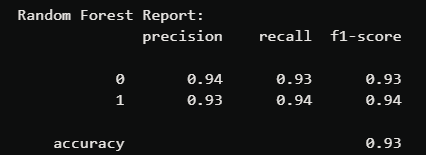 Random Forest Report:
precision recall f1-score
0 0.94 0.93 0.93
1 0.93 0.94 0.94
accuracy 0.93